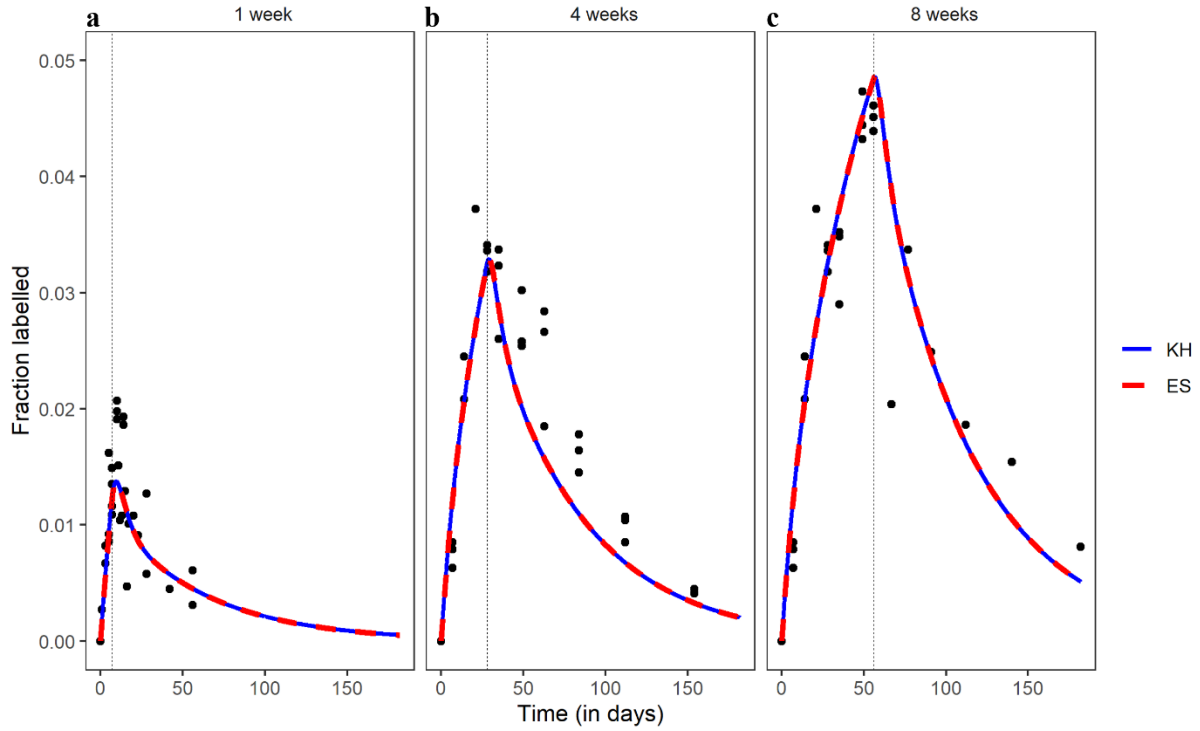 a 1 week b 4 weeks c 8 weeks
0.05
0.04
0.03
0.02
0.01
0.00
Fraction labelled
0 50 100 150 0 50 100 150 0 50 100 150
Time (in days)
KH
ES